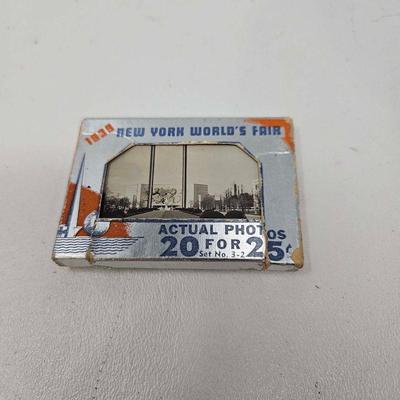 1939 NEW YORK WORLD'S FAIR
ACTUAL PHOTOS
20 FOR 25¢
Set No. 3-2